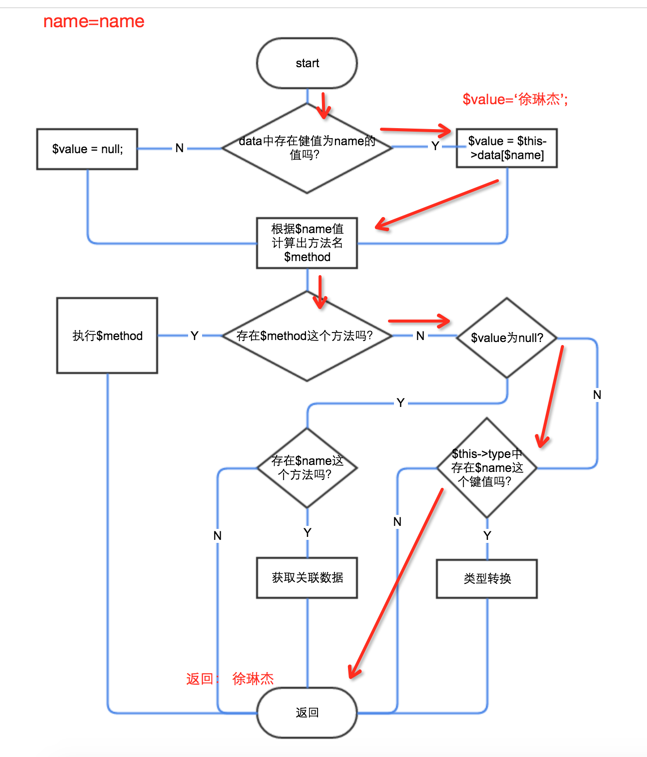 name=name
start
$value='徐琳杰';
data中存在健值为name的
值吗?
$value = null;
N
Y
$value = $this-
>data[$name]
根据$name值
计算出方法名
$method
执行$method
Y
存在$method这个方法吗?
N
$value为null?
N
Y
存在$name这
个方法吗?
$this->type中
存在$name这
个键值吗?
N
Y
N
Y
获取关联数据
类型转换
返回: 徐琳杰
返回